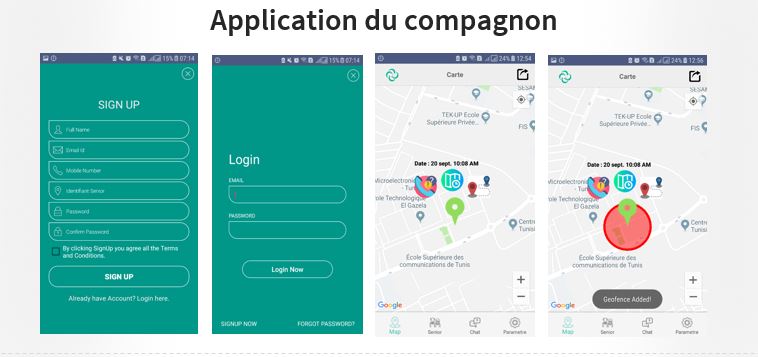 Application du compagnon
15% 07:14
SIGN UP
Full Name
Email Id
Mobile Number
Identifiant Senior
Password
Confirm Password
By clicking SignUp you agree all the Terms
and Conditions.
SIGN UP
Already have Account? Login here.
15% 07:14
Login
EMAIL
PASSWORD
Login Now
SIGNUP NOW
FORGOT PASSWORD?
24% 12:54
Carte
SESA
TEK-UP Ecole
Supérieure Privée...
FIS
Date : 20 sept. 10:08 AM
Microelectroni
- Tun
ole Technologique
El Gazela
Centr
Tunis
École Supérieure des
communications de Tunis
+
−
Google
Map
Senior
Chat
Parametre
24% 12:56
Carte
SESAM
TEK-UP Ecole
Supérieure Privée...
FIS
Date : 20 sept. 10:08 AM
Microelectroni
- Tuni
ole Technologique
El Gazela
Centre
Tunisi
École Supérieure des
communications de Tunis
+
−
Geofence Added!
Google
Map
Senior
Chat
Parametre